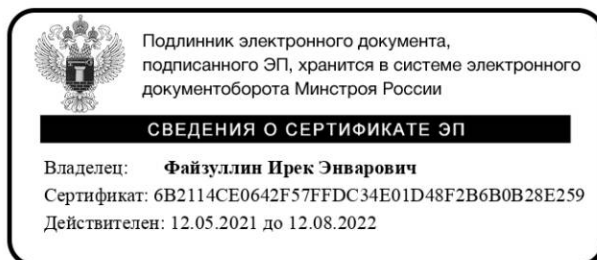 Подлинник электронного документа,
подписанного ЭП, хранится в системе электронного
документоборота Минстроя России
СВЕДЕНИЯ О СЕРТИФИКАТЕ ЭП
Владелец: Файзуллин Ирек Энварович
Сертификат: 6B2114CE0642F57FFDC34E01D48F2B6B0B28E259
Действителен: 12.05.2021 до 12.08.2022